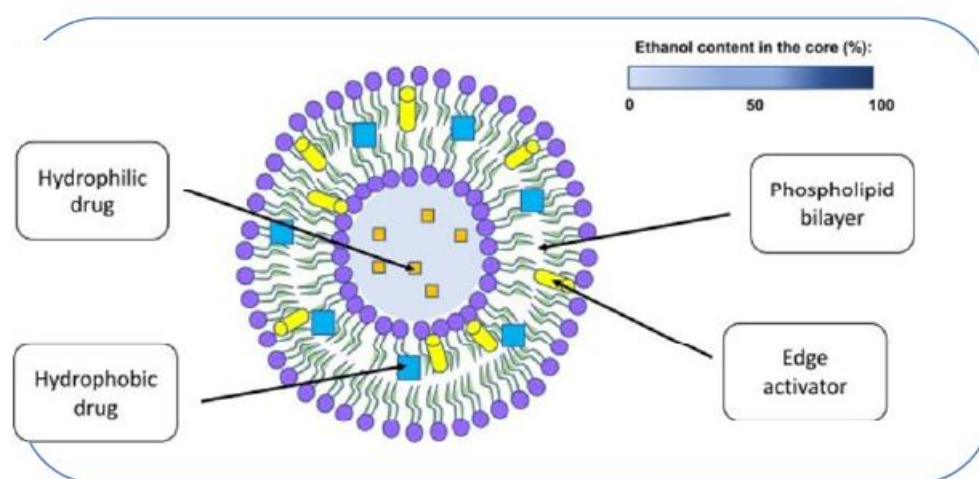 Ethanol content in the core (%):
0 50 100
Hydrophilic
drug
Phospholipid
bilayer
Hydrophobic
drug
Edge
activator